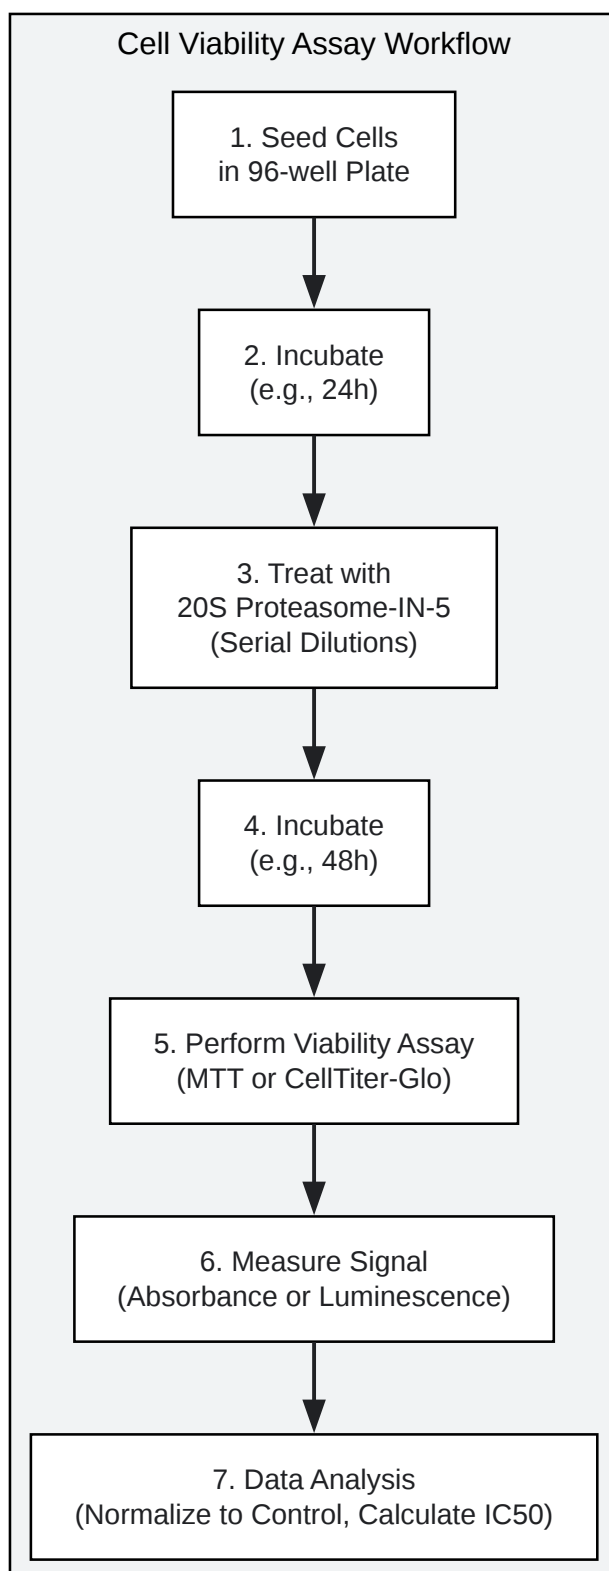 Cell Viability Assay Workflow
1. Seed Cells
in 96-well Plate
2. Incubate
(e.g., 24h)
3. Treat with
20S Proteasome-IN-5
(Serial Dilutions)
4. Incubate
(e.g., 48h)
5. Perform Viability Assay
(MTT or CellTiter-Glo)
6. Measure Signal
(Absorbance or Luminescence)
7. Data Analysis
(Normalize to Control, Calculate IC50)